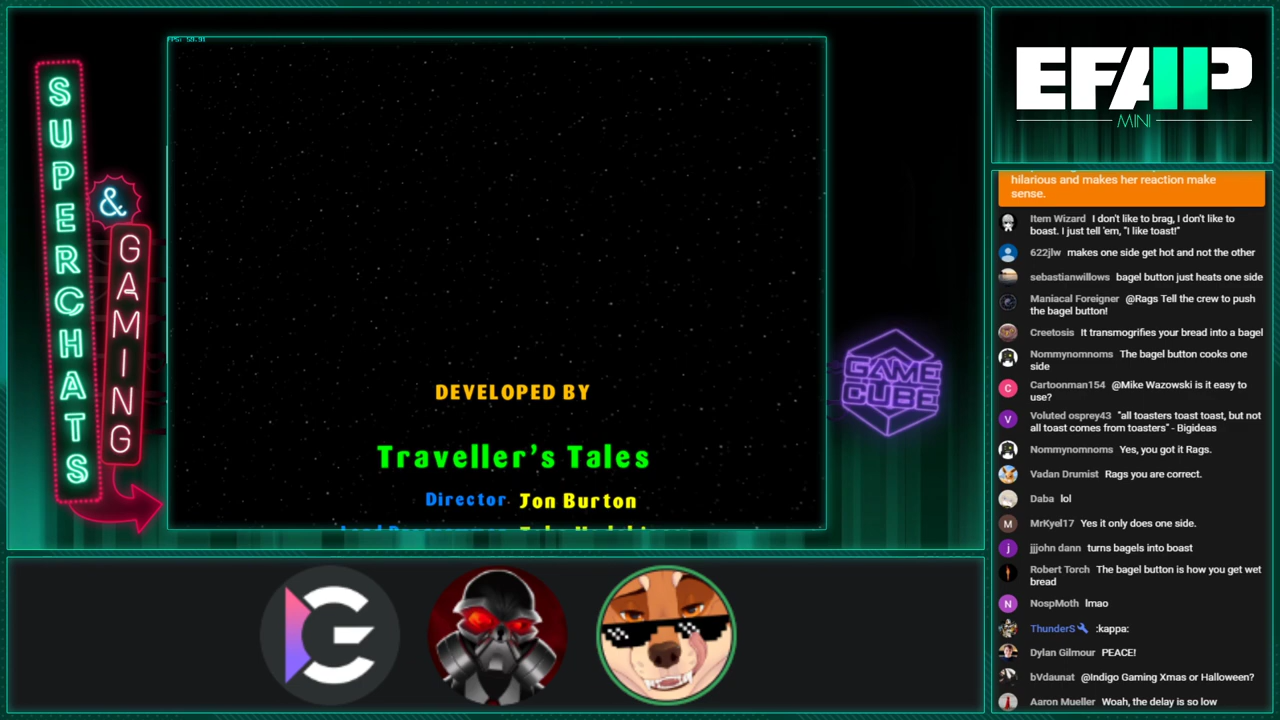 FPS: 59.91
SUPERCHATS
&
GAMING
DEVELOPED BY
Traveller's Tales
Director Jon Burton
GAME
CUBE
EFAP
MINI
hilarious and makes her reaction make
sense.
Item Wizard I don't like to brag, I don't like to
boast. I just tell 'em, "I like toast!"
622jlw makes one side get hot and not the other
sebastianwillows bagel button just heats one side
Maniacal Foreigner @Rags Tell the crew to push
the bagel button!
Creetosis It transmogrifies your bread into a bagel
Nommynomnoms The bagel button cooks one
side
C
Cartoonman154 @Mike Wazowski is it easy to
use?
V
Voluted osprey43 "all toasters toast toast, but not
all toast comes from toasters" - Bigideas
Nommynomnoms Yes, you got it Rags.
Vadan Drumist Rags you are correct.
Daba lol
M
MrKyel17 Yes it only does one side.
j
jjjohn dann turns bagels into boast
Robert Torch The bagel button is how you get wet
bread
N
NospMoth lmao
ThunderS :kappa:
Dylan Gilmour PEACE!
bVdaunat @Indigo Gaming Xmas or Halloween?
Aaron Mueller Woah, the delay is so low